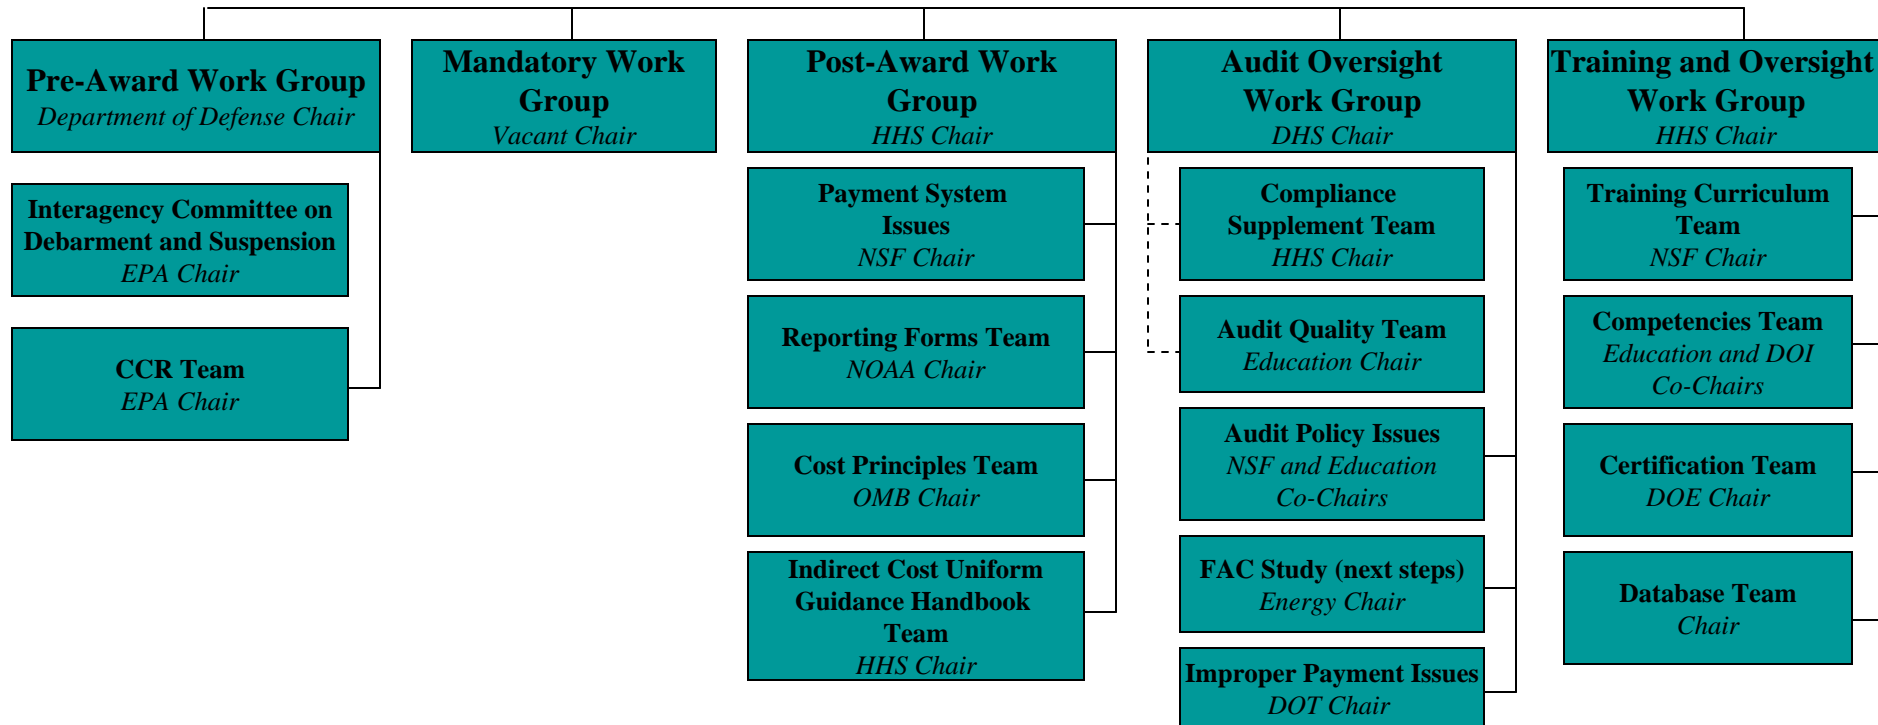 Pre-Award Work Group
Department of Defense Chair
Interagency Committee on
Debarment and Suspension
EPA Chair
CCR Team
EPA Chair
Mandatory Work
Group
Vacant Chair
Post-Award Work
Group
HHS Chair
Payment System
Issues
NSF Chair
Reporting Forms Team
NOAA Chair
Cost Principles Team
OMB Chair
Indirect Cost Uniform
Guidance Handbook
Team
HHS Chair
Audit Oversight
Work Group
DHS Chair
Compliance
Supplement Team
HHS Chair
Audit Quality Team
Education Chair
Audit Policy Issues
NSF and Education
Co-Chairs
FAC Study (next steps)
Energy Chair
Improper Payment Issues
DOT Chair
Training and Oversight
Work Group
HHS Chair
Training Curriculum
Team
NSF Chair
Competencies Team
Education and DOI
Co-Chairs
Certification Team
DOE Chair
Database Team
Chair